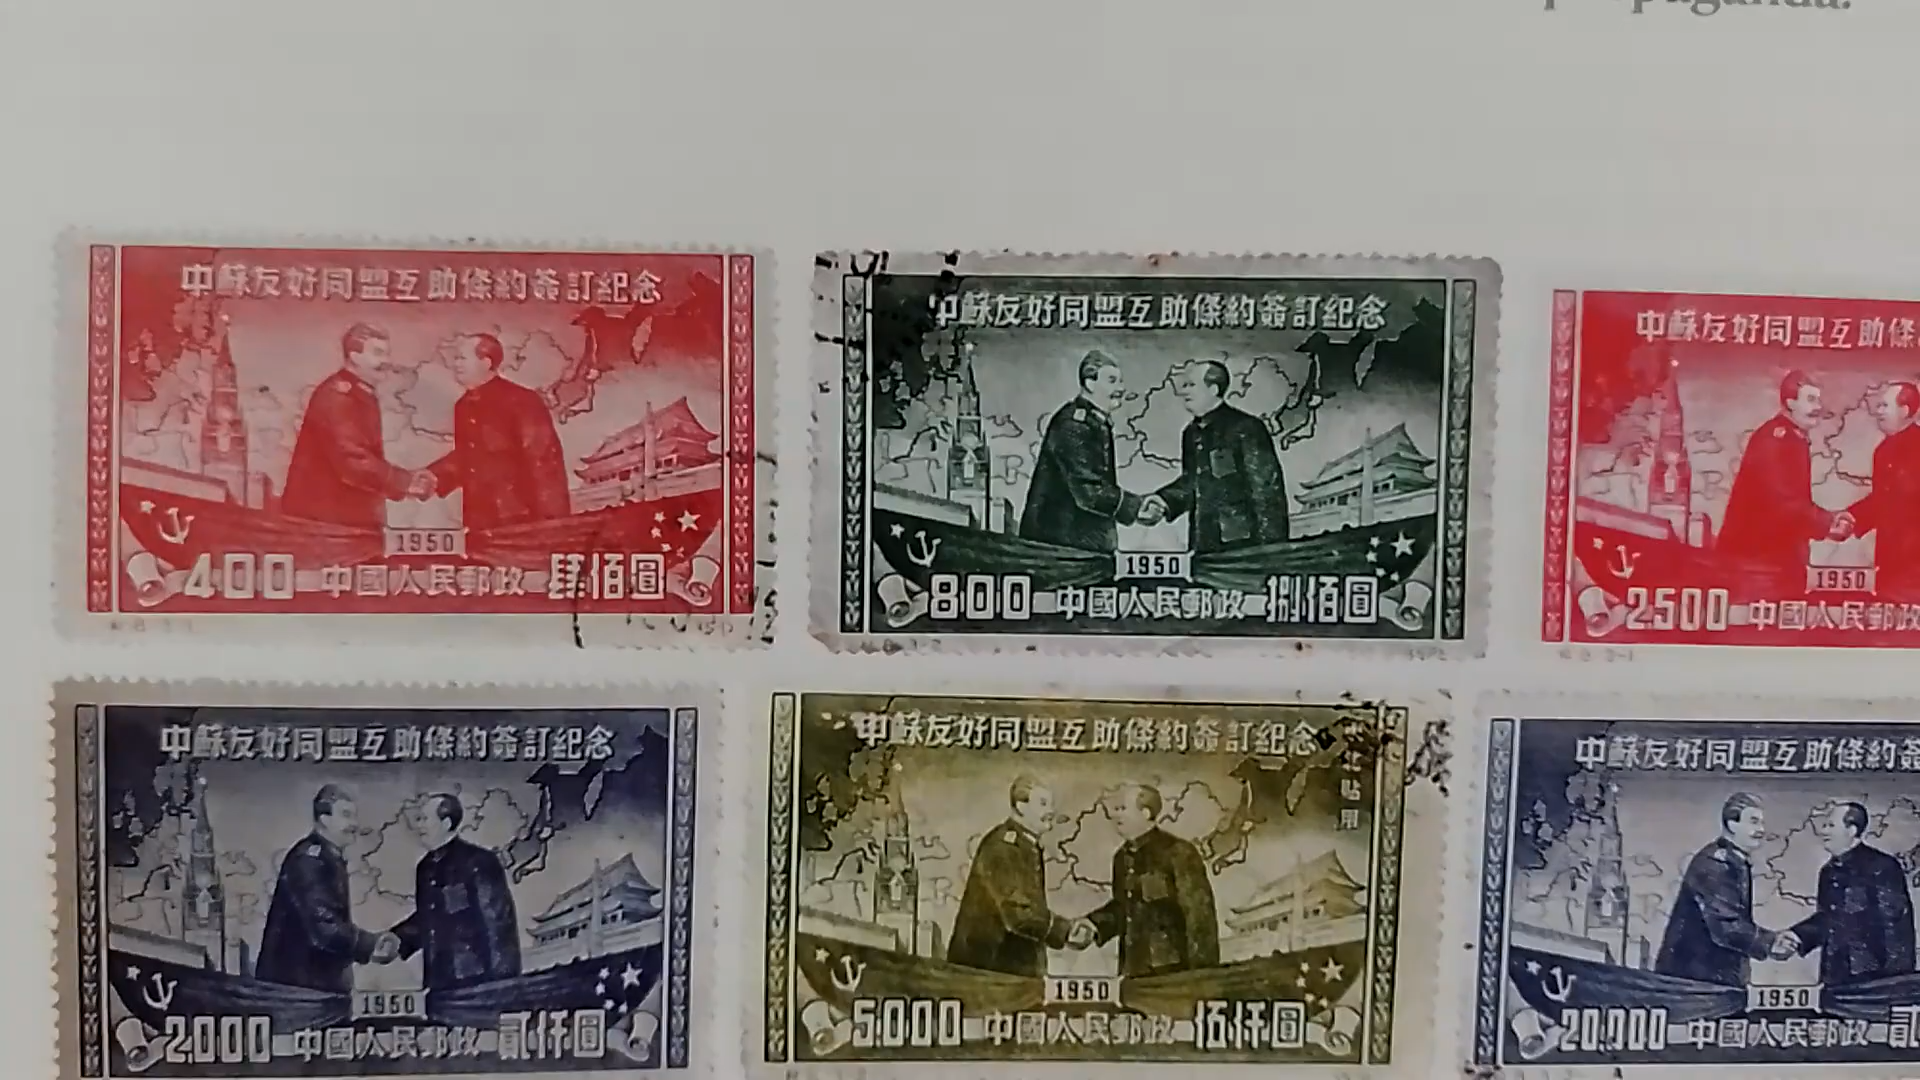 中蘇友好同盟互助條約簽訂紀念
1950
400 中國人民郵政 肆佰圓
中蘇友好同盟互助條約簽訂紀念
1950
800 中國人民郵政 捌佰圓
中蘇友好同盟互助條
1950
2500 中國人民郵政
中蘇友好同盟互助條約簽訂紀念
1950
2000 中國人民郵政 貳仟圓
中蘇友好同盟互助條約簽訂紀念
貼用
1950
5000 中國人民郵政 伍仟圓
中蘇友好同盟互助條約簽
1950
20,000 中國人民郵政 貳